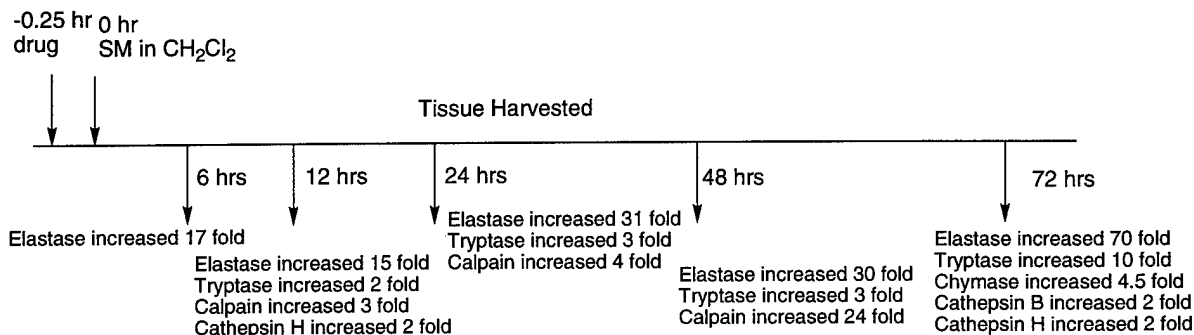 -0.25 hr
drug
0 hr
SM in CH2Cl2
Tissue Harvested
6 hrs
12 hrs
24 hrs
48 hrs
72 hrs
Elastase increased 17 fold
Elastase increased 15 fold
Tryptase increased 2 fold
Calpain increased 3 fold
Cathepsin H increased 2 fold
Elastase increased 31 fold
Tryptase increased 3 fold
Calpain increased 4 fold
Elastase increased 30 fold
Tryptase increased 3 fold
Calpain increased 24 fold
Elastase increased 70 fold
Tryptase increased 10 fold
Chymase increased 4.5 fold
Cathepsin B increased 2 fold
Cathepsin H increased 2 fold